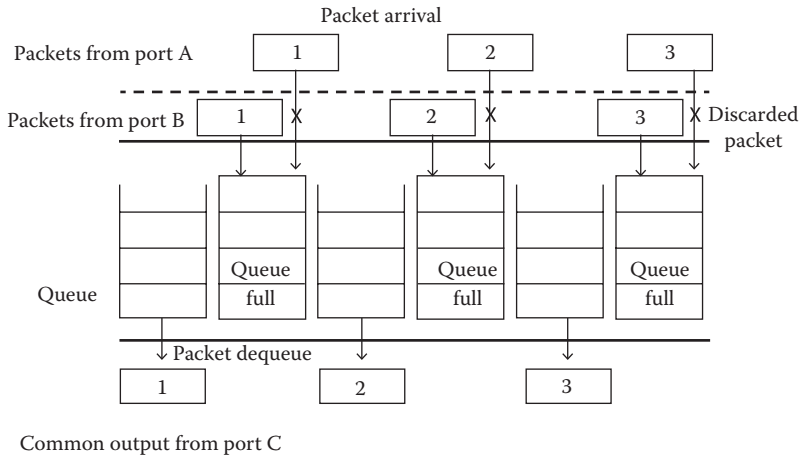 Packet arrival
Packets from port A
1
2
3
Packets from port B
1
X
2
X
3
X
Discarded
packet
Queue
Queue
full
Queue
full
Queue
full
Packet dequeue
1
2
3
Common output from port C